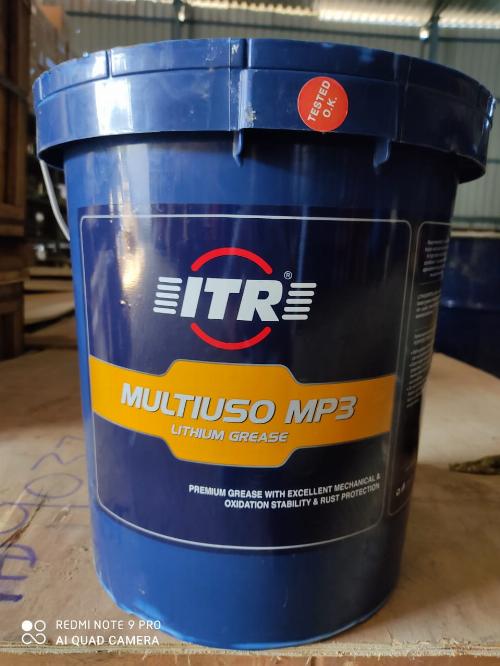 TESTED
O.K.
ITR®
MULTIUSO MP3
LITHIUM GREASE
PREMIUM GREASE WITH EXCELLENT MECHANICAL &
OXIDATION STABILITY & RUST PROTECTION
REDMI NOTE 9 PRO
AI QUAD CAMERA